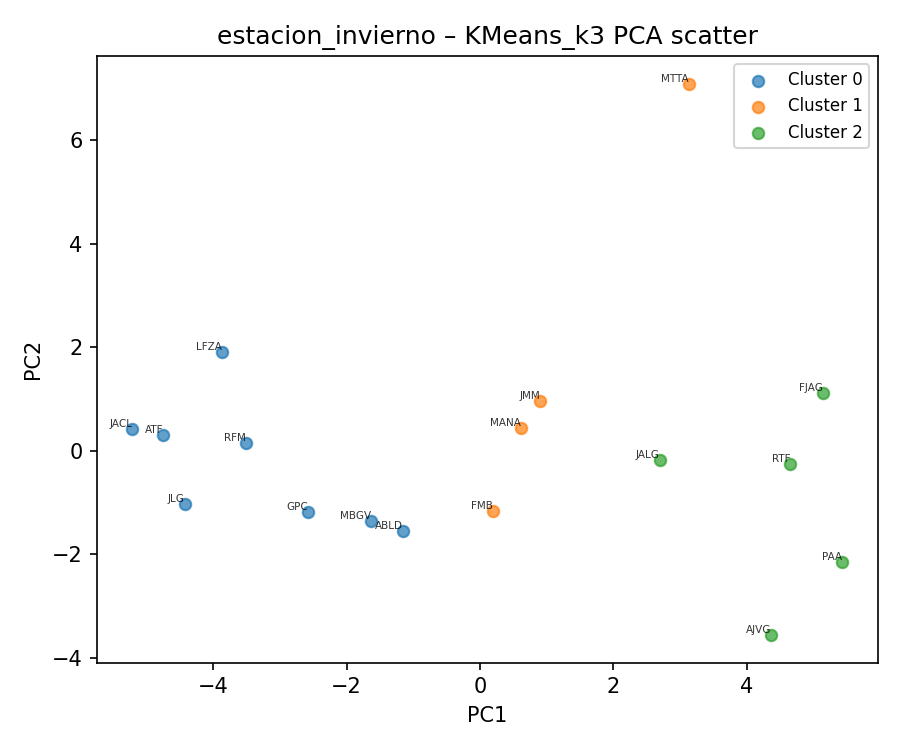 estacion_invierno – KMeans_k3 PCA scatter
MTTA
Cluster 0
Cluster 1
Cluster 2
6
4
2
0
−2
−4
PC2
LFZA
JACL
ATF
RFM
JLG
GPC
MBGV
ABLD
JMM
MANA
FMB
JALG
FJAG
RTF
PAA
AJVG
−4
−2
0
2
4
PC1